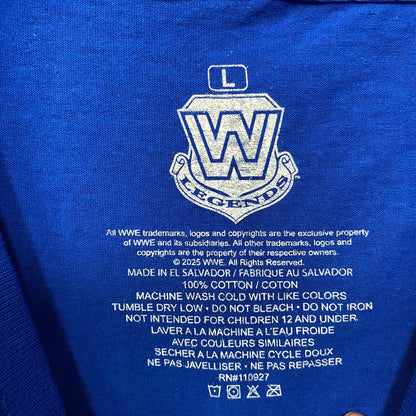 L
W
LEGENDS
TM
All WWE trademarks, logos and copyrights are the exclusive property
of WWE and its subsidiaries. All other trademarks, logos and
copyrights are the property of their respective owners.
© 2025 WWE. All Rights Reserved.
MADE IN EL SALVADOR / FABRIQUE AU SALVADOR
100% COTTON / COTON
MACHINE WASH COLD WITH LIKE COLORS
TUMBLE DRY LOW • DO NOT BLEACH • DO NOT IRON
NOT INTENDED FOR CHILDREN 12 AND UNDER.
LAVER A LA MACHINE A L'EAU FROIDE
AVEC COULEURS SIMILAIRES
SECHER A LA MACHINE CYCLE DOUX
NE PAS JAVELLISER • NE PAS REPASSER
RN#110927